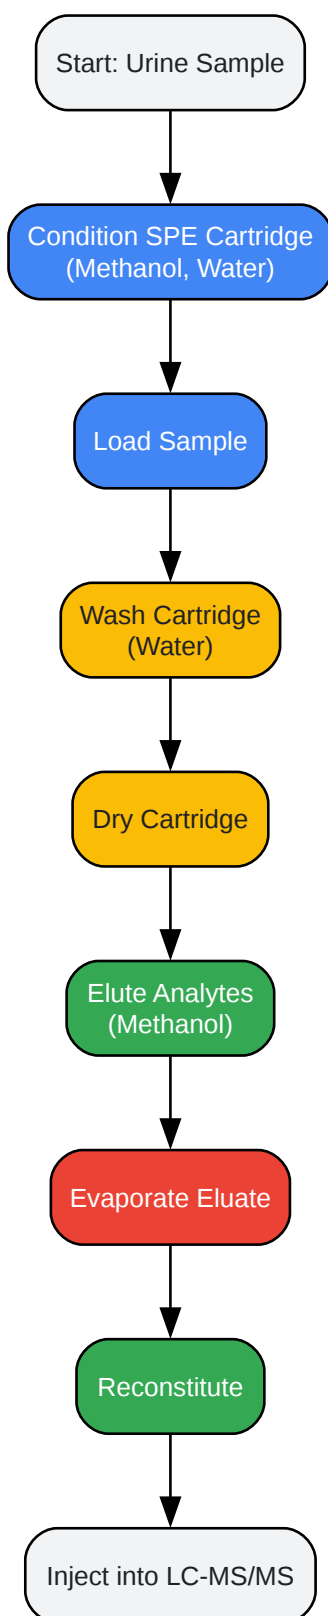 Start: Urine Sample
Condition SPE Cartridge
(Methanol, Water)
Load Sample
Wash Cartridge
(Water)
Dry Cartridge
Elute Analytes
(Methanol)
Evaporate Eluate
Reconstitute
Inject into LC-MS/MS